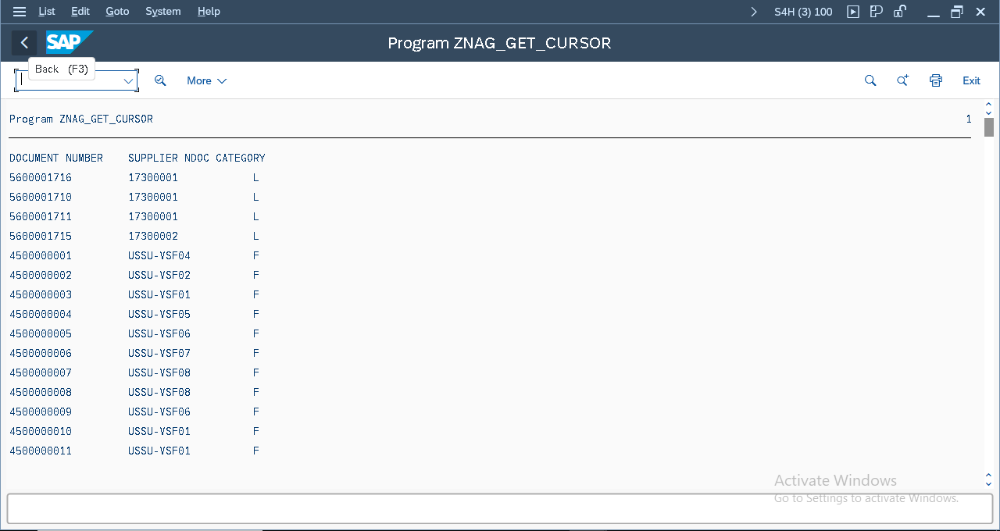 List Edit Goto System Help S4H (3) 100
SAP Program ZNAG_GET_CURSOR
Back (F3)
More Exit
Program ZNAG_GET_CURSOR 1
DOCUMENT NUMBER SUPPLIER NDOC CATEGORY
5600001716 17300001 L
5600001710 17300001 L
5600001711 17300001 L
5600001715 17300002 L
4500000001 USSU-VSF04 F
4500000002 USSU-VSF02 F
4500000003 USSU-VSF01 F
4500000004 USSU-VSF05 F
4500000005 USSU-VSF06 F
4500000006 USSU-VSF07 F
4500000007 USSU-VSF08 F
4500000008 USSU-VSF08 F
4500000009 USSU-VSF06 F
4500000010 USSU-VSF01 F
4500000011 USSU-VSF01 F
Activate Windows
Go to Settings to activate Windows.